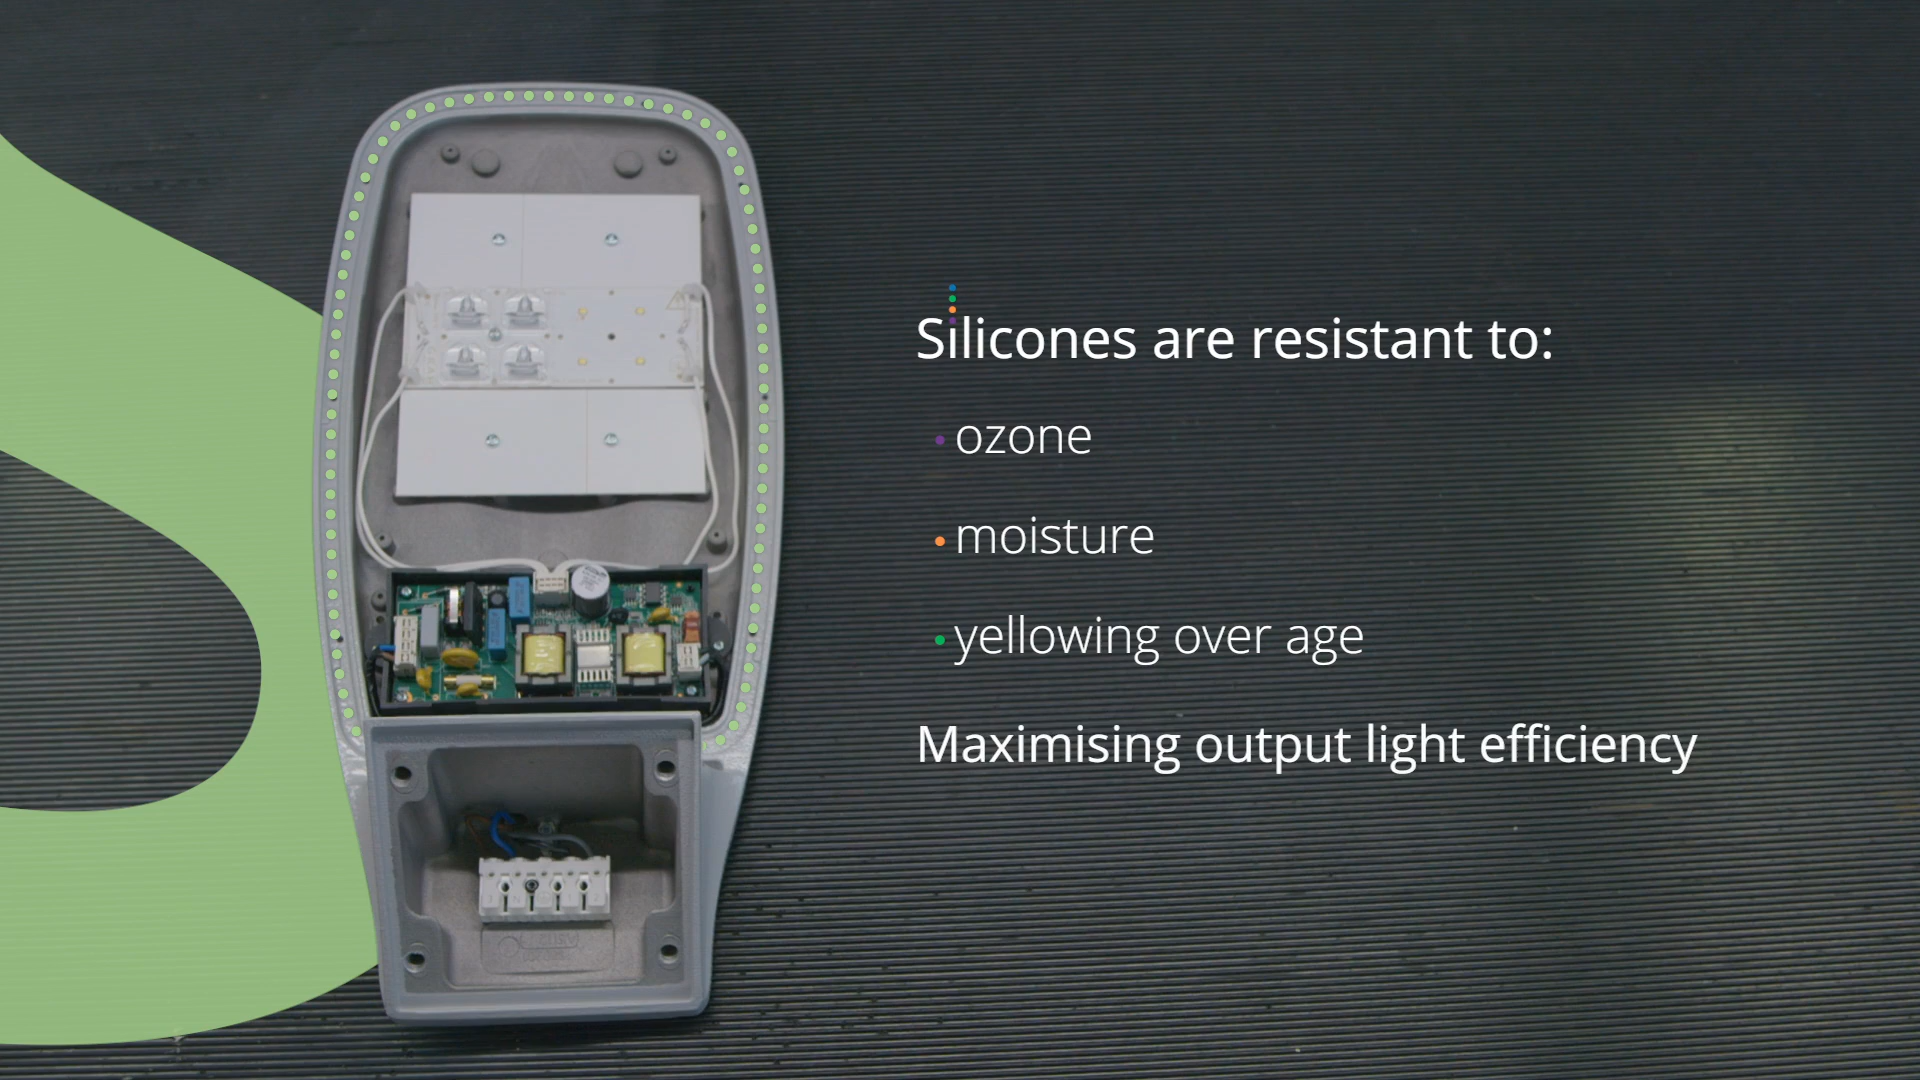 Silicones are resistant to:
ozone
moisture
yellowing over age
Maximising output light efficiency